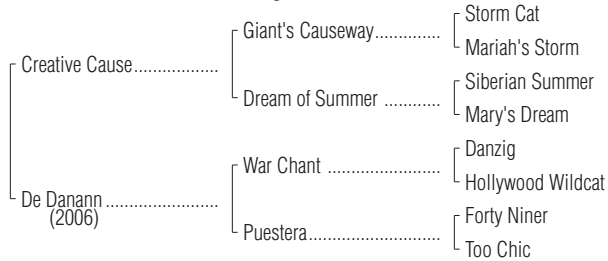 Storm Cat
Giant's Causeway..............
Mariah's Storm
Creative Cause..................
Siberian Summer
Dream of Summer ............
Mary's Dream
Danzig
War Chant ........................
Hollywood Wildcat
De Danann ........................
(2006)
Forty Niner
Puestera............................
Too Chic